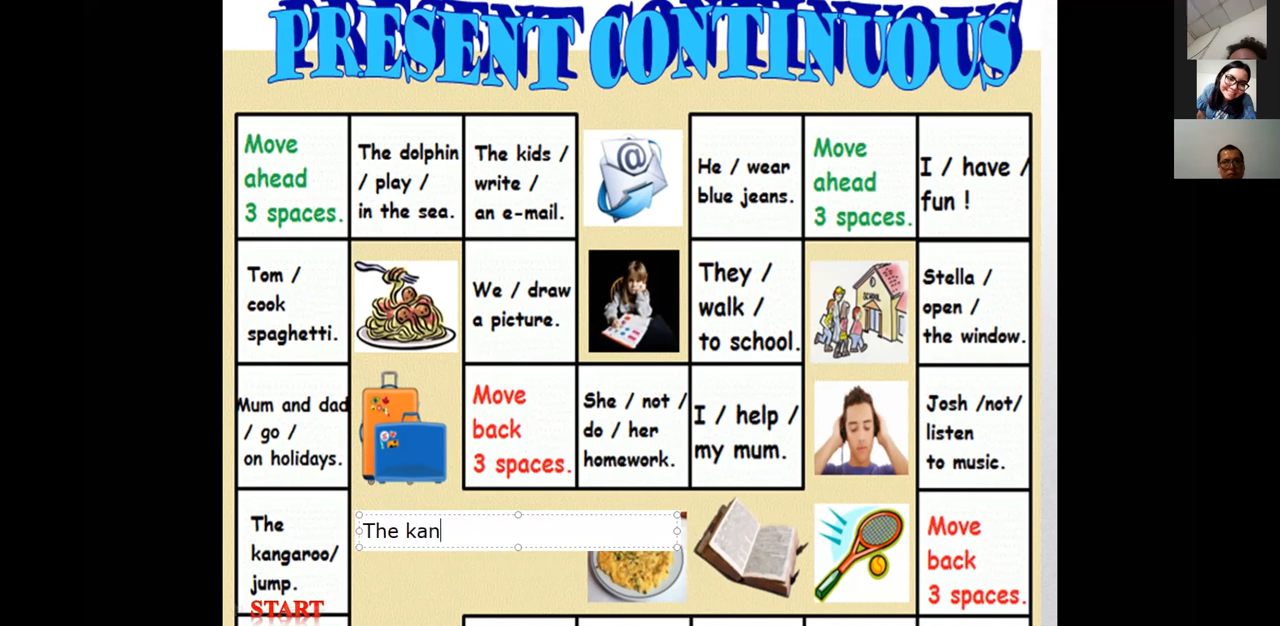 PRESENT CONTINUOUS
Move
ahead
3 spaces.
The dolphin
/ play /
in the sea.
The kids /
write /
an e-mail.
@
He / wear
blue jeans.
Move
ahead
3 spaces.
I / have /
fun !
Tom /
cook
spaghetti.
We / draw
a picture.
They /
walk /
to school.
SCHOOL
Stella /
open /
the window.
Mum and dad
/ go /
on holidays.
Move
back
3 spaces.
She / not /
do / her
homework.
I / help /
my mum.
Josh /not/
listen
to music.
The
kangaroo/
jump.
START
The kan
Move
back
3 spaces.